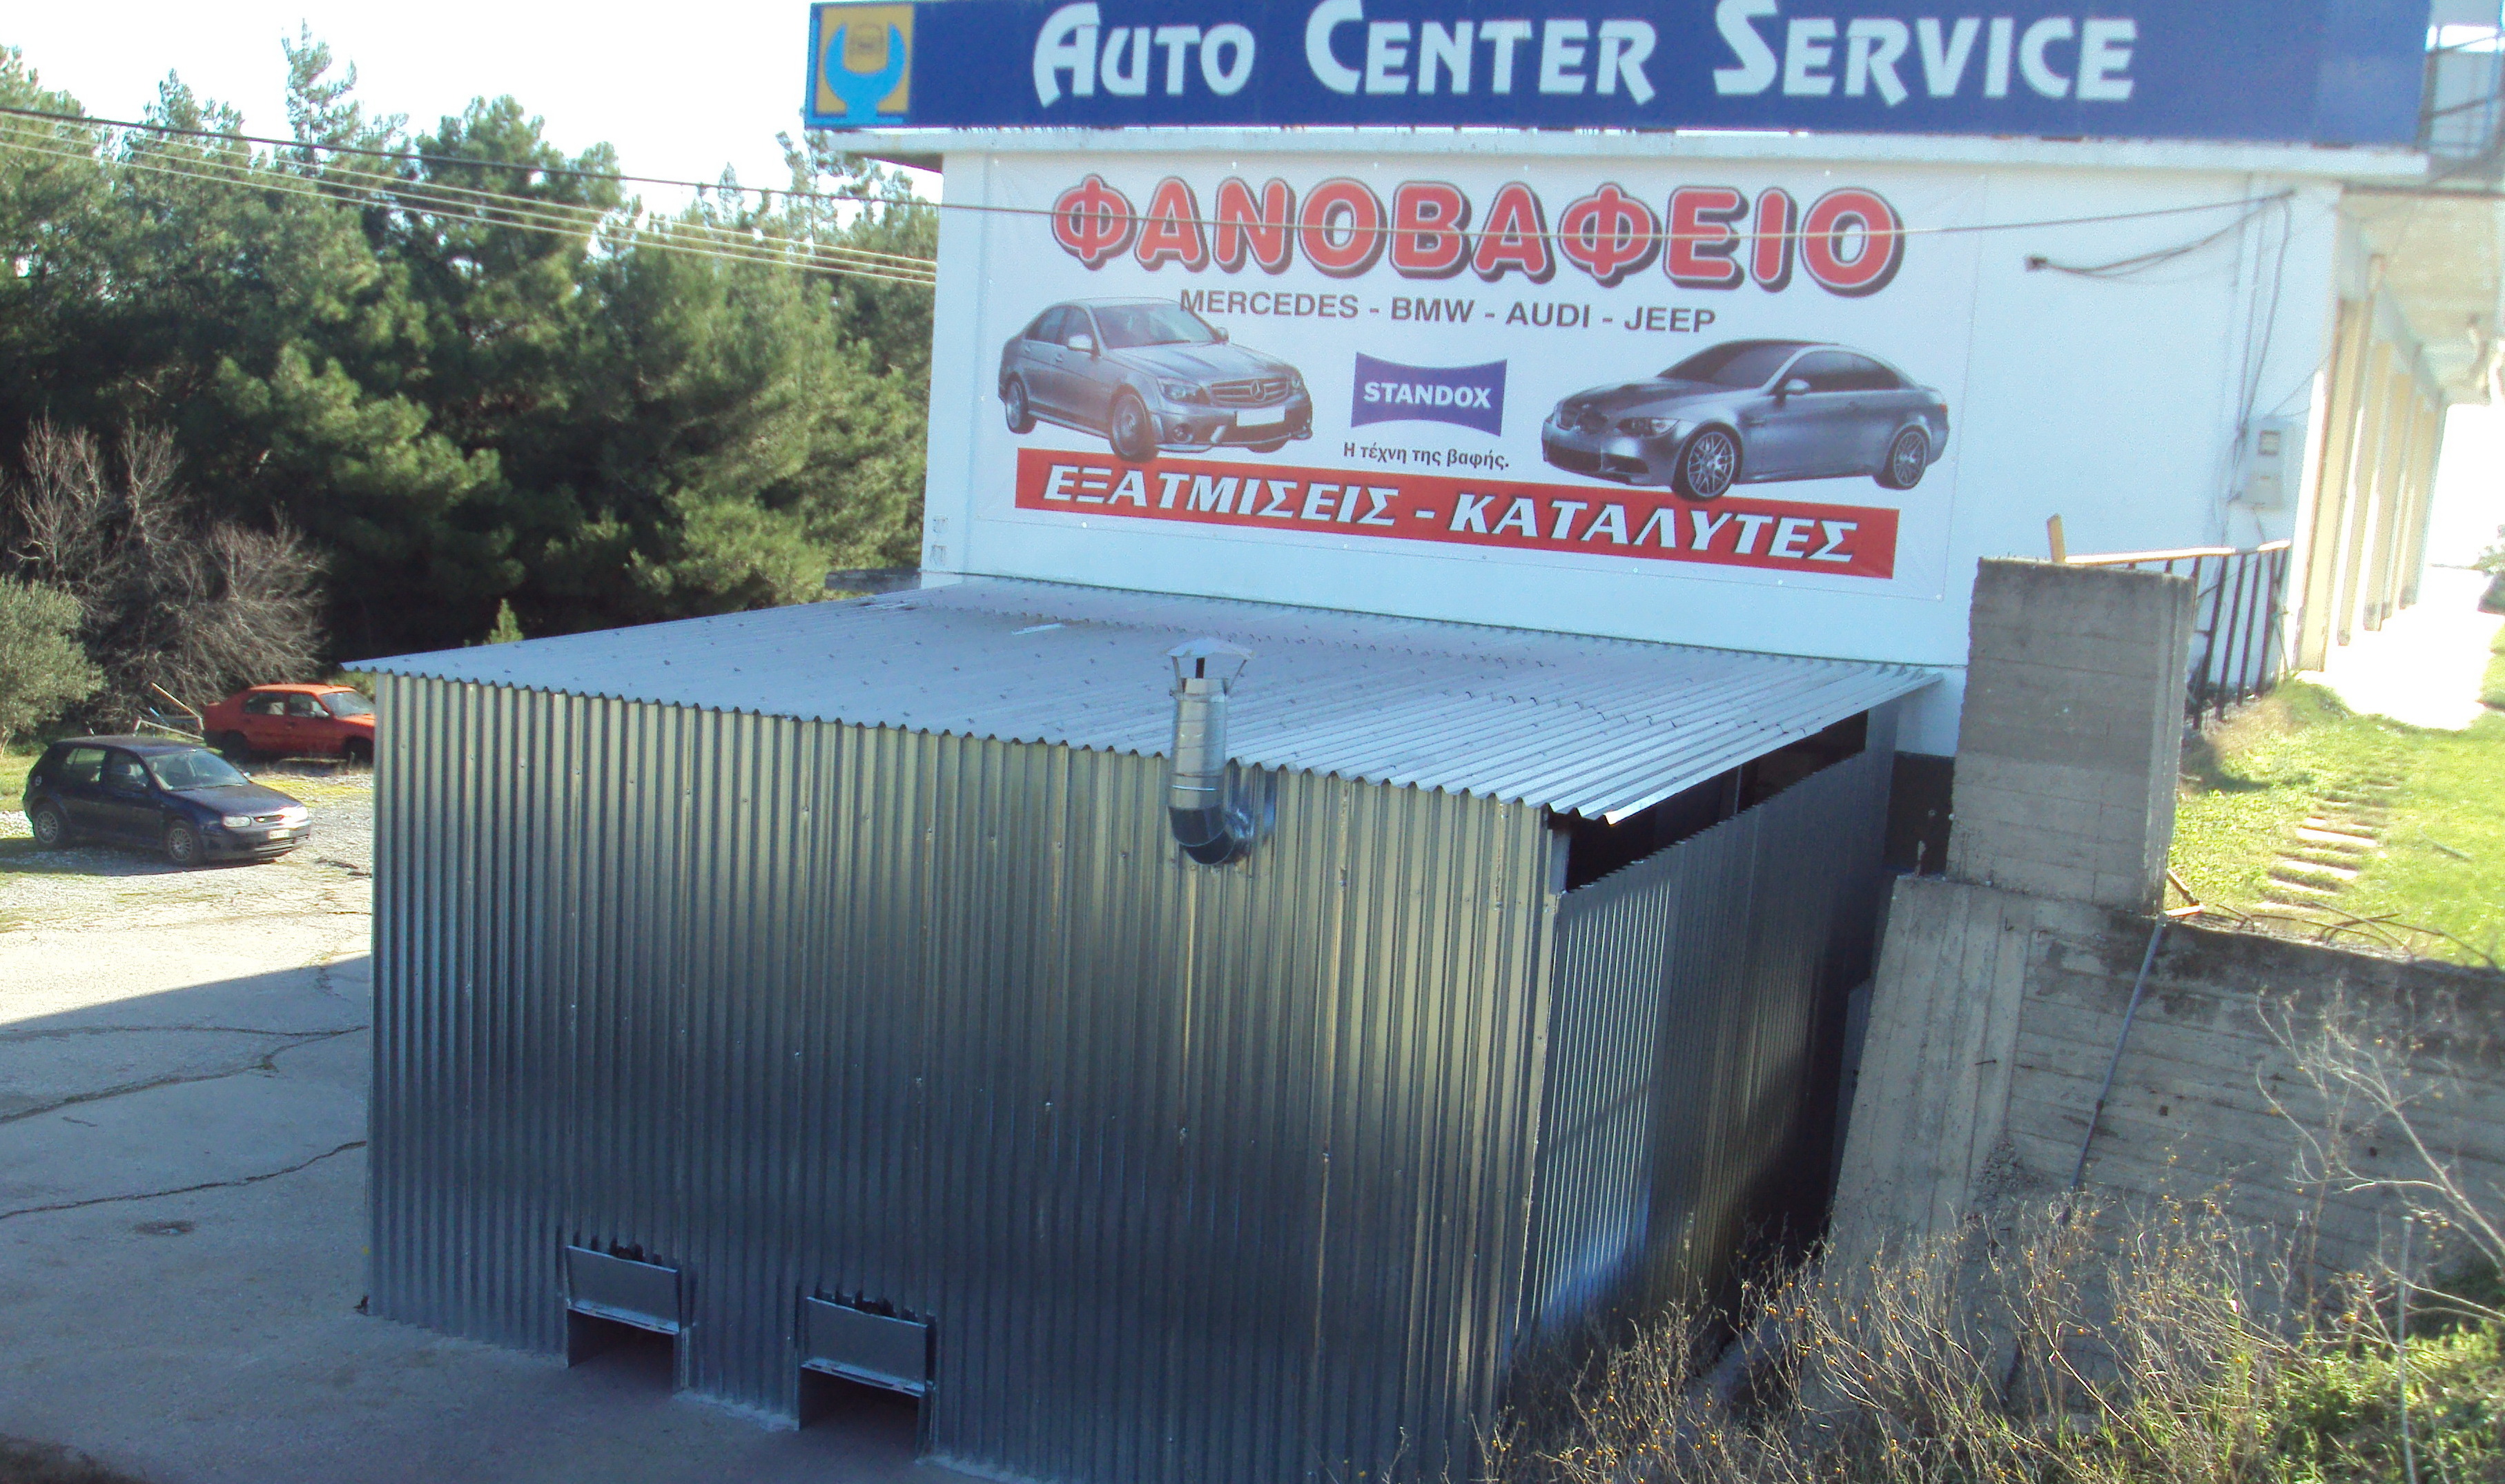 AUTO CENTER SERVICE
ΦΑΝΟΒΑΦΕΙΟ
MERCEDES - BMW - AUDI - JEEP
STANDOX
Η τέχνη της βαφής.
ΕΞΑΤΜΙΣΕΙΣ - ΚΑΤΑΛΥΤΕΣ